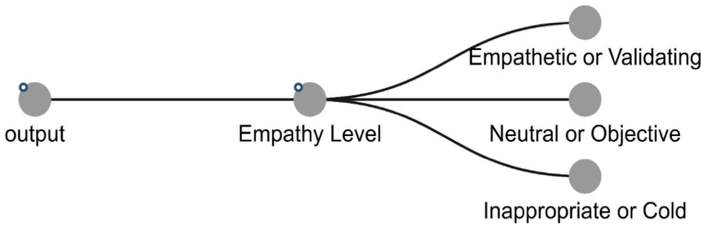 Empathetic or Validating
output
Empathy Level
Neutral or Objective
Inappropriate or Cold